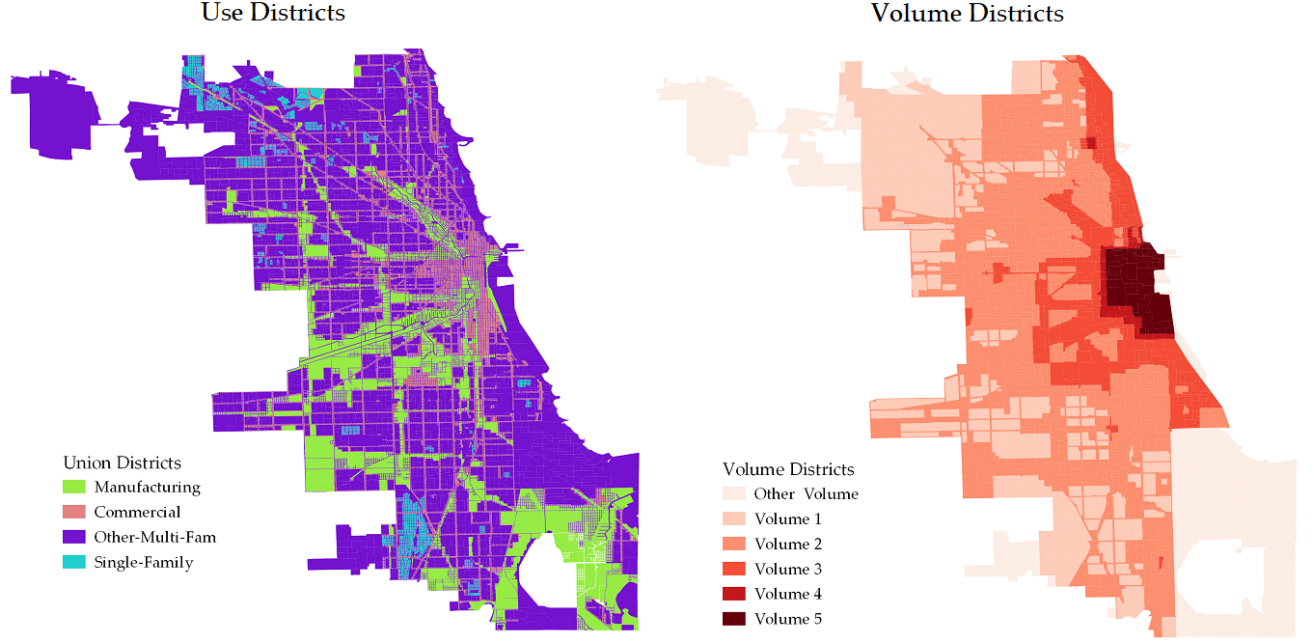 Use Districts
Volume Districts
Union Districts
Manufacturing
Commercial
Other-Multi-Fam
Single-Family
Volume Districts
Other Volume
Volume 1
Volume 2
Volume 3
Volume 4
Volume 5